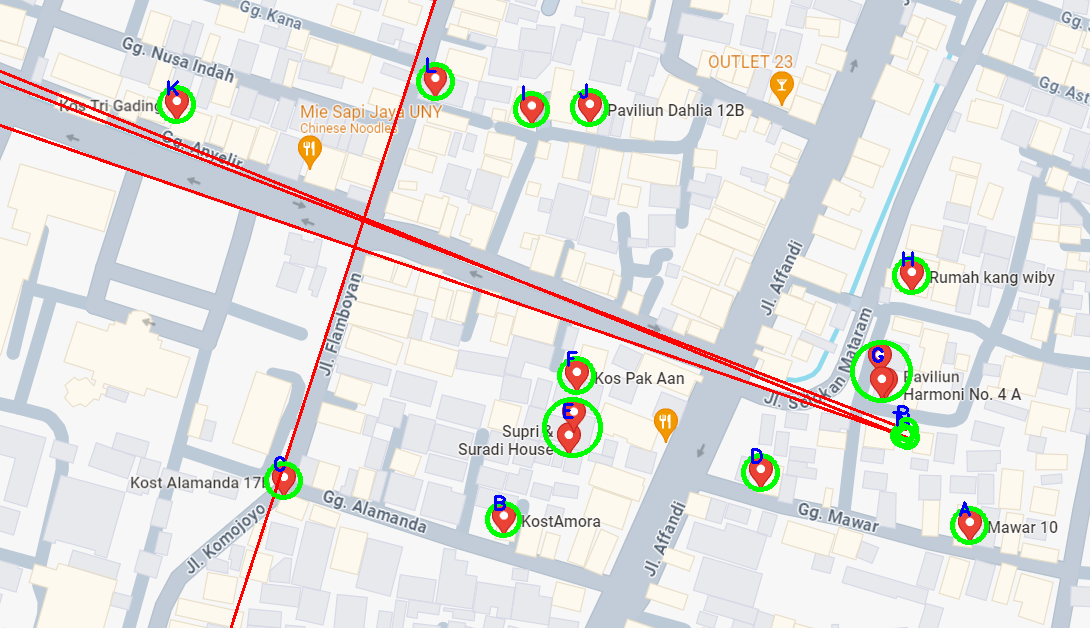 Gg. Kana
Gg. Nusa Indah
OUTLET 23
L
K
Kos Tri Gading
I
J
Gg. Ast
Mie Sapi Jaya UNY
Chinese Noodles
Paviliun Dahlia 12B
Gg. Anyelir
Jl. Affandi
H
Rumah kang wiby
Jl. Flamboyan
F
Kos Pak Aan
G
Paviliun
Harmoni No. 4 A
Jl. Selokan Mataram
E
Supri &
Suradi House
C
Kost Alamanda 17
D
B
KostAmora
Gg. Alamanda
Gg. Mawar
A
Mawar 10
Jl. Komojoyo
Jl. Affandi